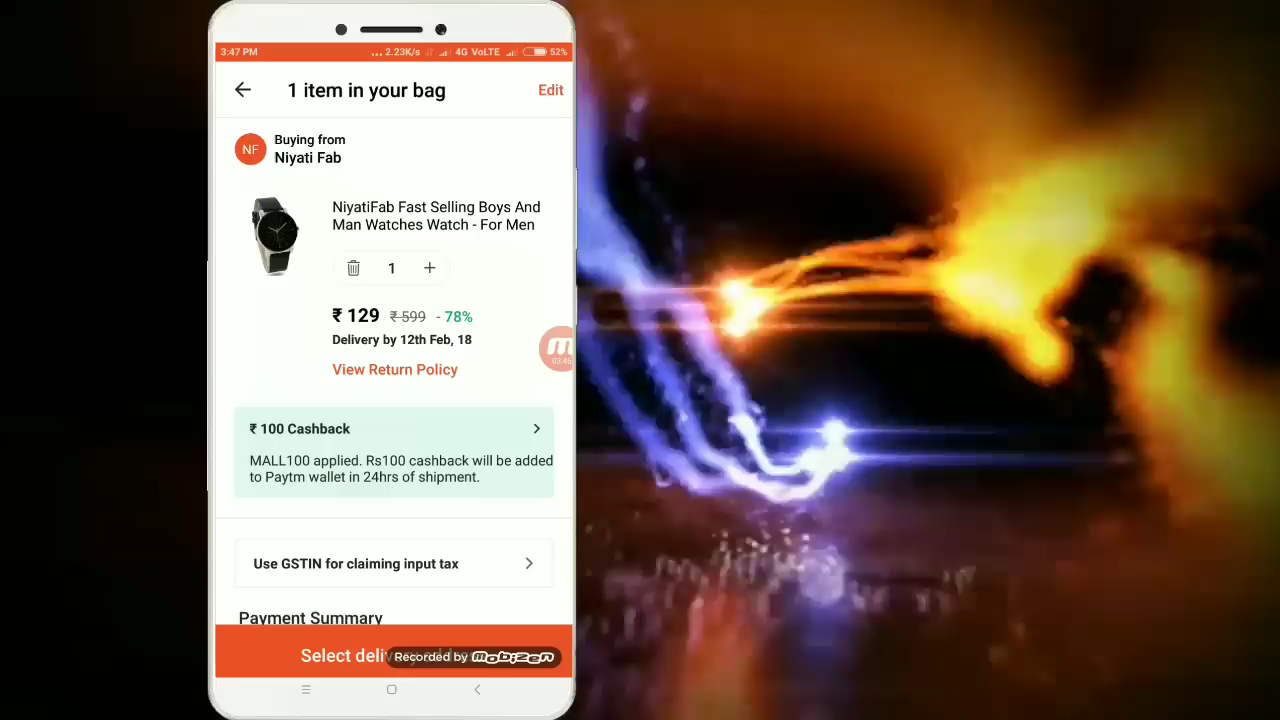 3:47 PM ... 2.23K/s 4G VoLTE 52%
1 item in your bag Edit
NF Buying from
Niyati Fab
NiyatiFab Fast Selling Boys And
Man Watches Watch - For Men
1 +
₹ 129 ₹ 599 - 78%
Delivery by 12th Feb, 18
03:46
View Return Policy
₹ 100 Cashback
MALL100 applied. Rs100 cashback will be added
to Paytm wallet in 24hrs of shipment.
Use GSTIN for claiming input tax
Payment Summary
Select
Recorded by mobizen